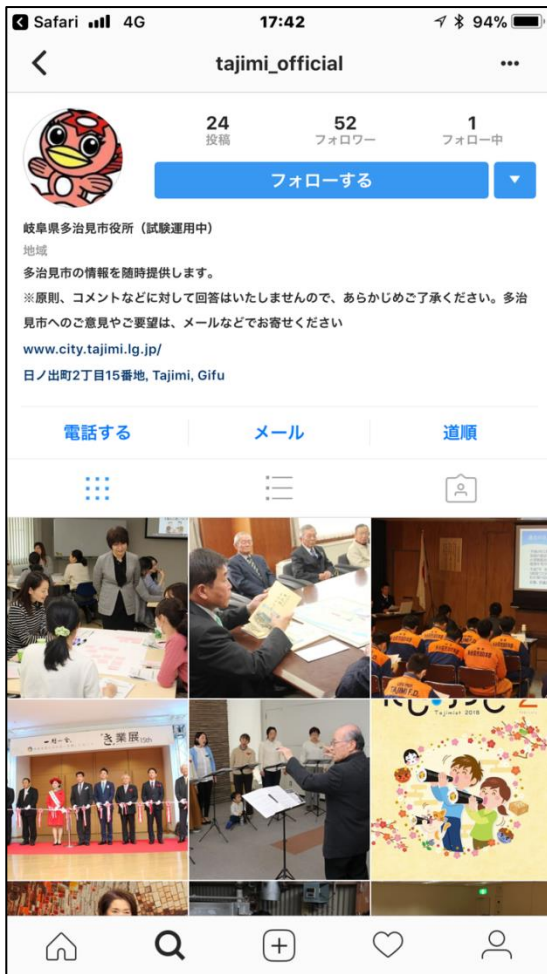 Safari 4G 17:42 94%
tajimi_official
24 52 1
投稿 フォロワー フォロー中
フォローする
岐阜県多治見市役所（試験運用中）
地域
多治見市の情報を随時提供します。
※原則、コメントなどに対して回答はいたしませんので、あらかじめご了承ください。多治
見市へのご意見やご要望は、メールなどでお寄せください
www.city.tajimi.lg.jp/
日ノ出町2丁目15番地, Tajimi, Gifu
電話する メール 道順
TAJIMI F.D.
き業展
Tajimist 2018 2